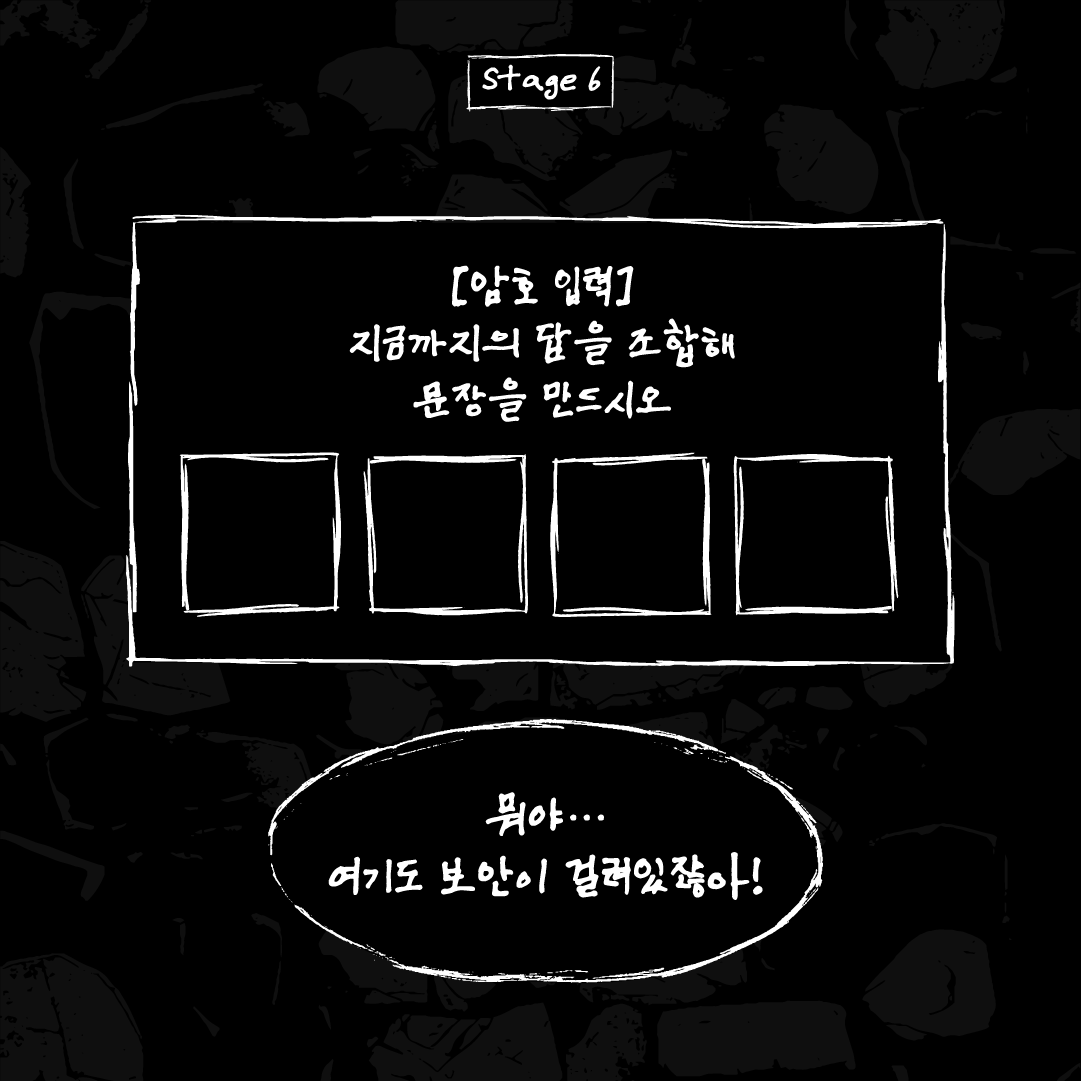 Stage 6
[암호 입력]
지금까지의 답을 조합해
문장을 만드시오
뭐야…
여기도 보안이 걸려있잖아!